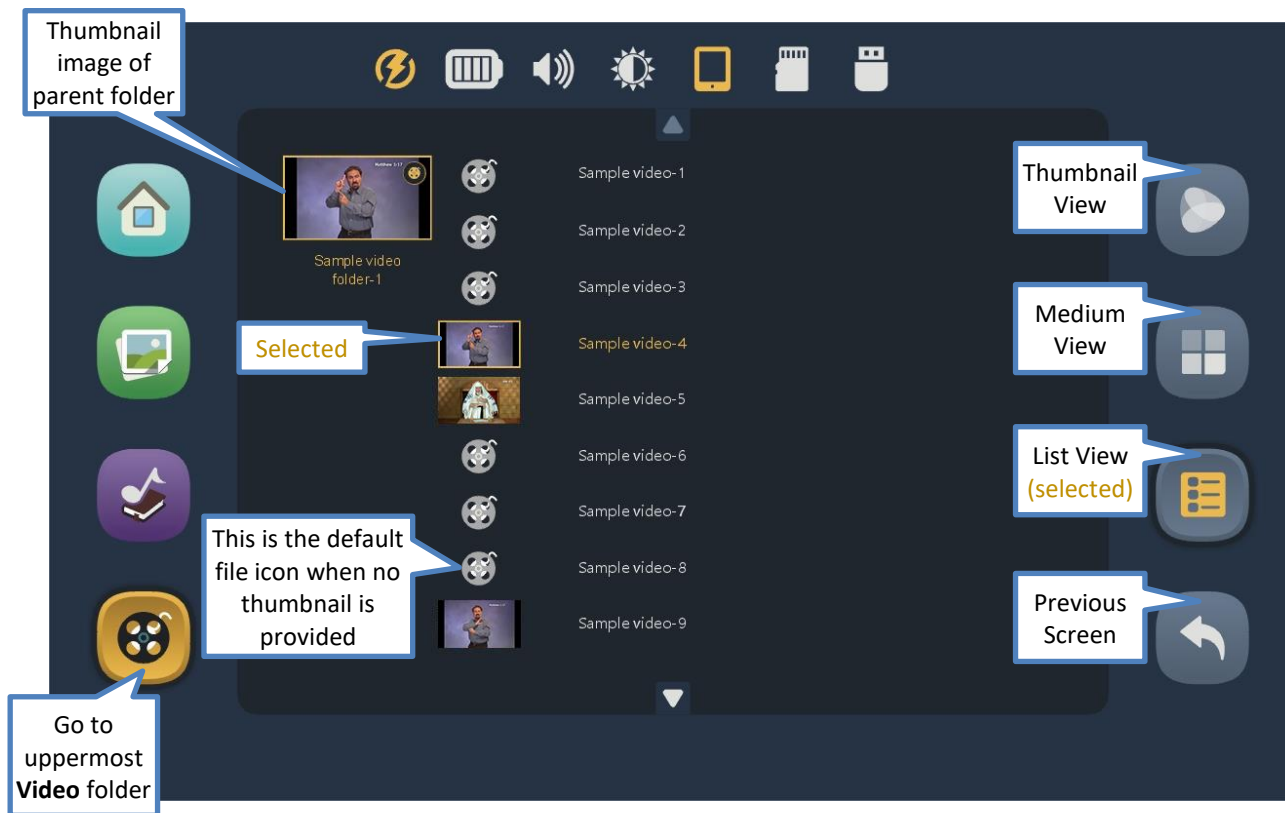 Thumbnail
image of
parent folder
Sample video
folder-1
Sample video-1
Sample video-2
Sample video-3
Selected
Sample video-4
Sample video-5
Sample video-6
Sample video-7
This is the default
file icon when no
thumbnail is
provided
Sample video-8
Sample video-9
Thumbnail
View
Medium
View
List View
(selected)
Previous
Screen
Go to
uppermost
Video folder